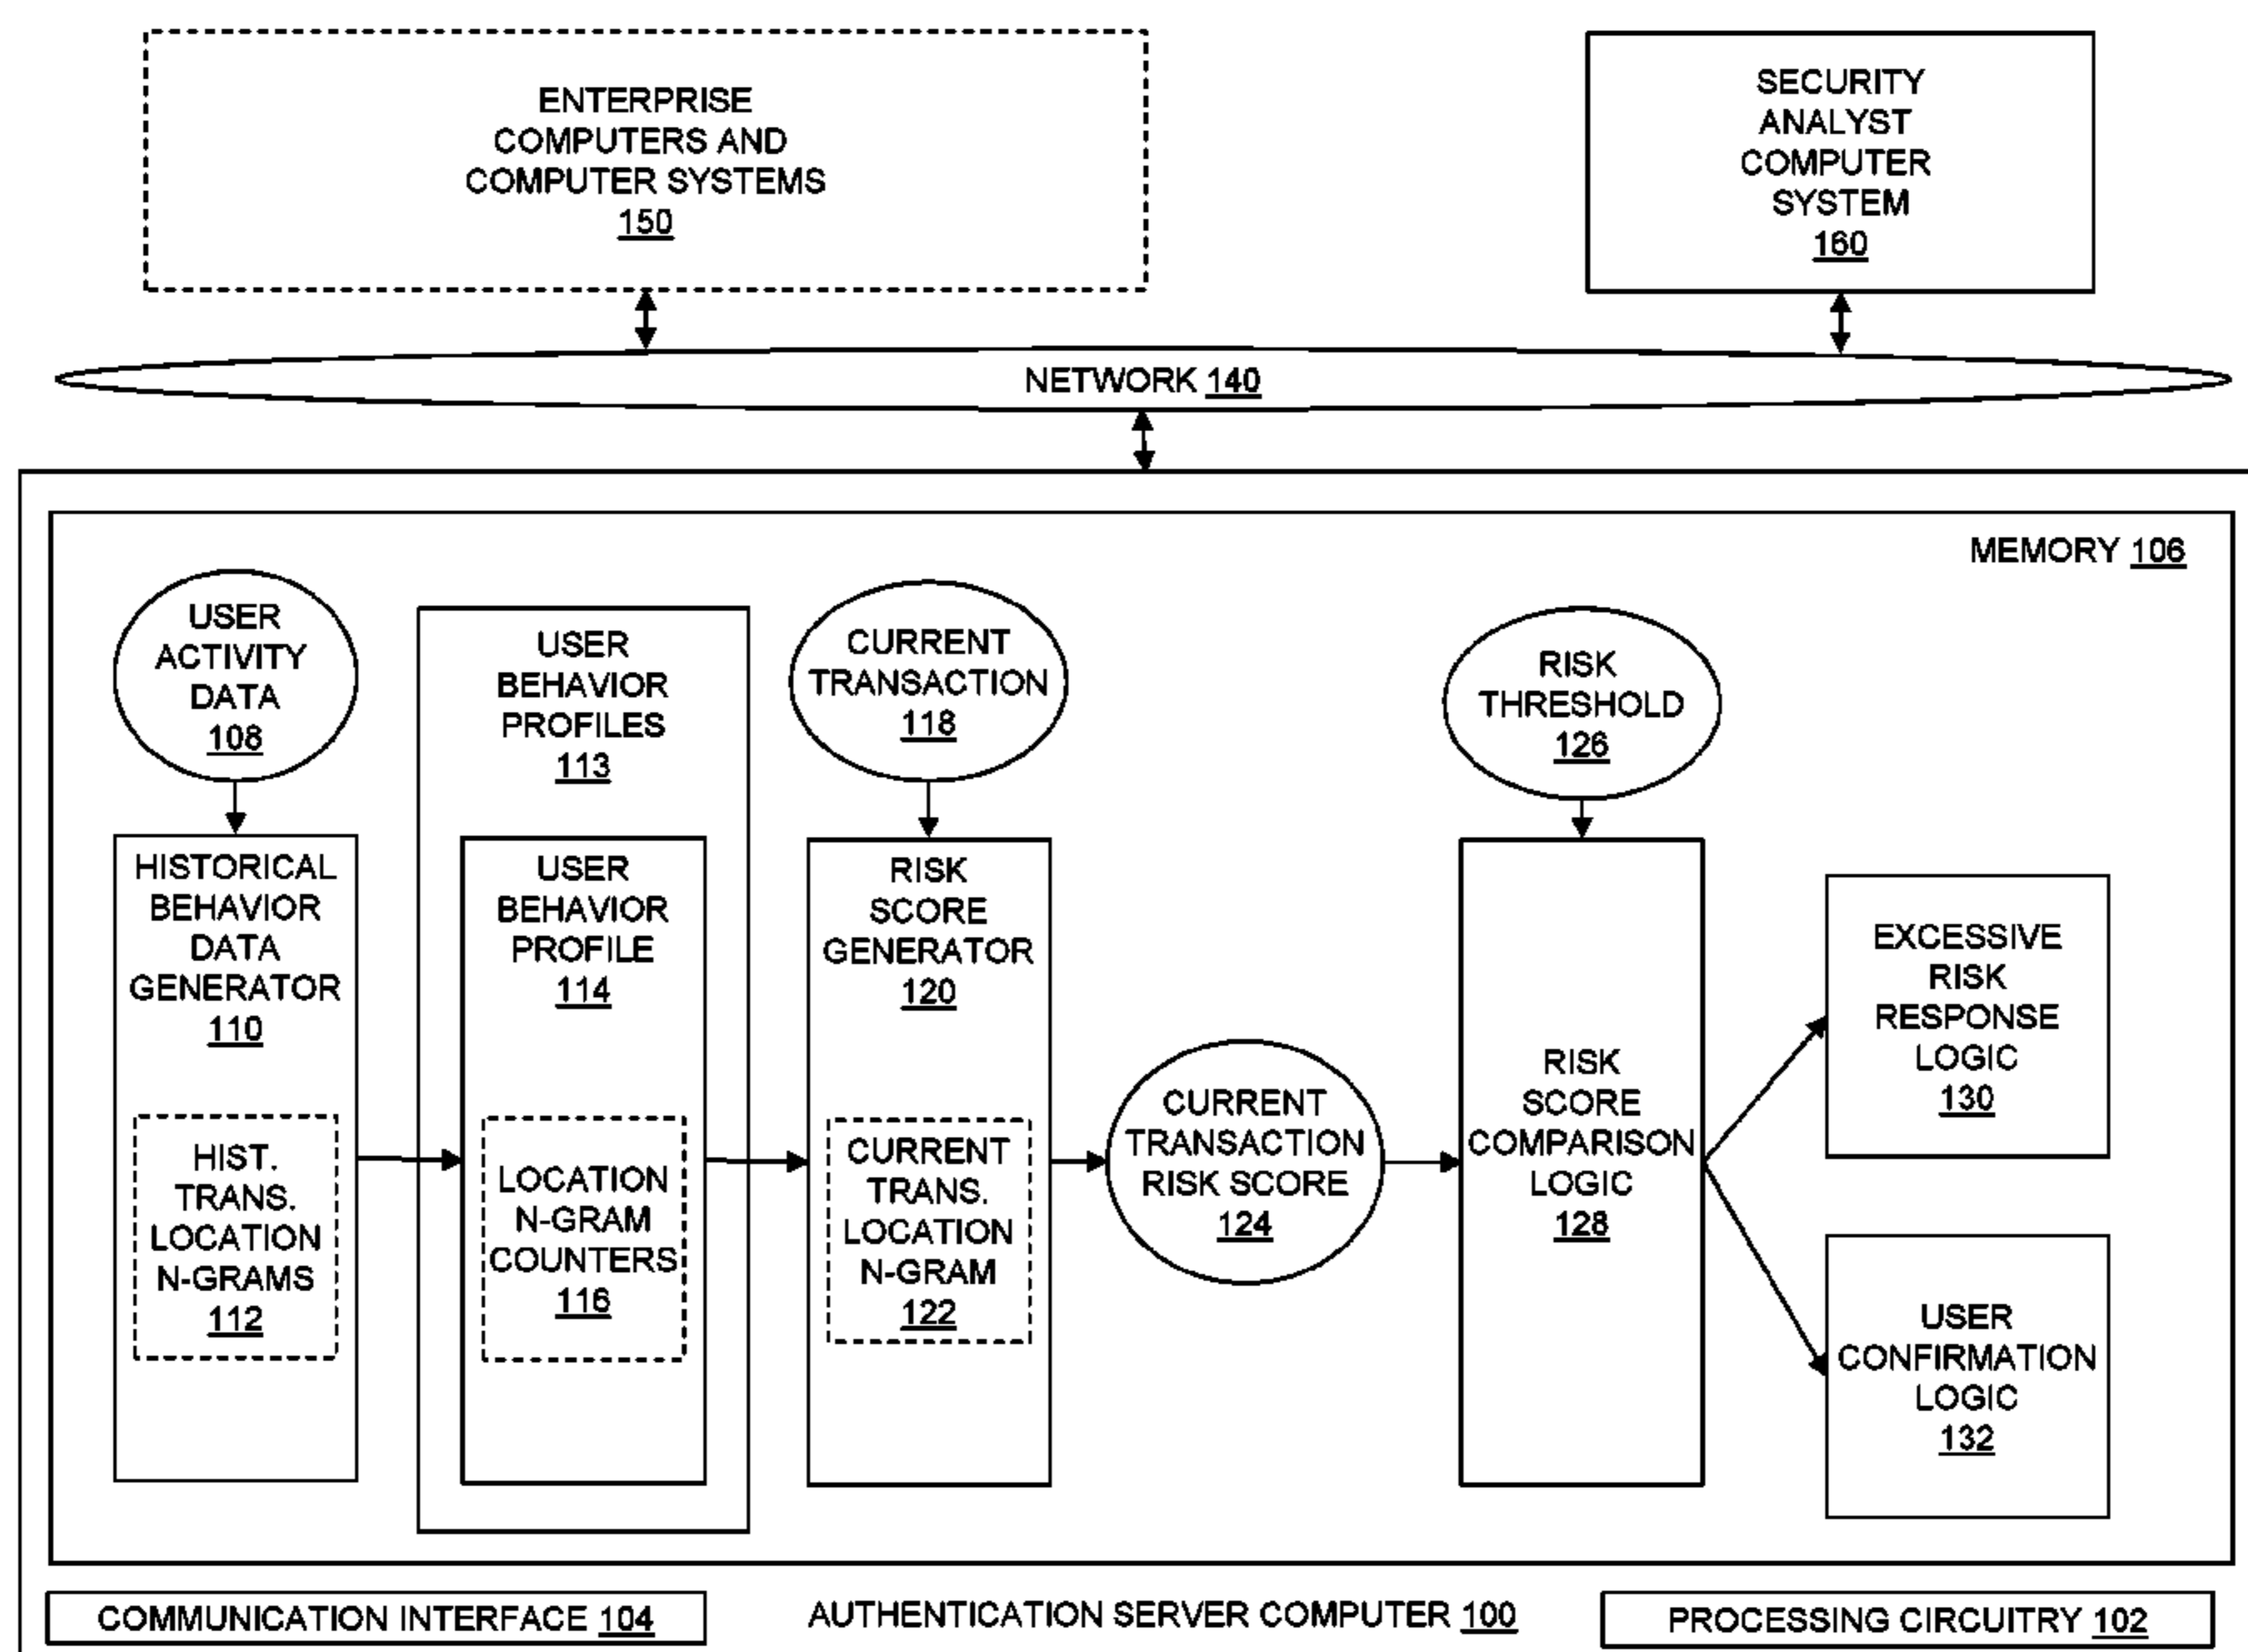 ENTERPRISE
COMPUTERS AND
COMPUTER SYSTEMS
150
SECURITY
ANALYST
COMPUTER
SYSTEM
160
NETWORK 140
MEMORY 106
USER
ACTIVITY
DATA
108
HISTORICAL
BEHAVIOR
DATA
GENERATOR
110
HIST.
TRANS.
LOCATION
N-GRAMS
112
USER
BEHAVIOR
PROFILES
113
USER
BEHAVIOR
PROFILE
114
LOCATION
N-GRAM
COUNTERS
116
CURRENT
TRANSACTION
118
RISK
SCORE
GENERATOR
120
CURRENT
TRANS.
LOCATION
N-GRAM
122
CURRENT
TRANSACTION
RISK SCORE
124
RISK
THRESHOLD
126
RISK
SCORE
COMPARISON
LOGIC
128
EXCESSIVE
RISK
RESPONSE
LOGIC
130
USER
CONFIRMATION
LOGIC
132
COMMUNICATION INTERFACE 104
AUTHENTICATION SERVER COMPUTER 100
PROCESSING CIRCUITRY 102